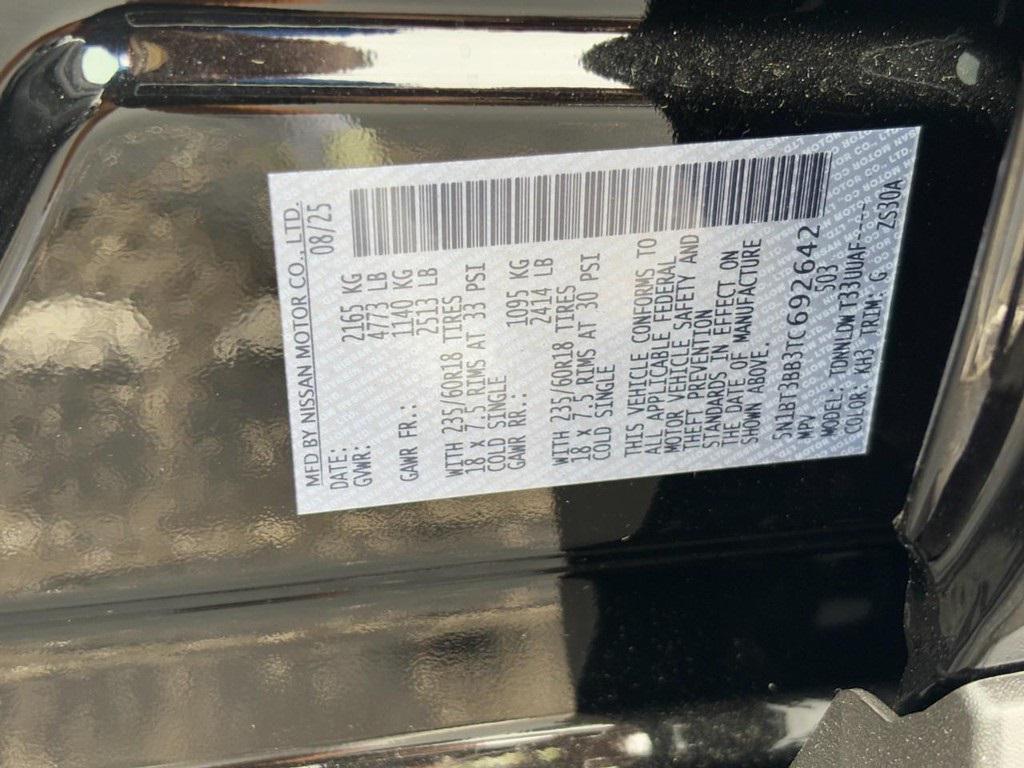 MFD BY NISSAN MOTOR CO., LTD.
DATE: 08/25
GVWR: 2165 KG
4773 LB
GAWR FR.: 1140 KG
2513 LB
WITH 235/60R18 TIRES
18 X 7.5 RIMS AT 33 PSI
COLD SINGLE
GAWR RR.: 1095 KG
2414 LB
WITH 235/60R18 TIRES
18 X 7.5 RIMS AT 30 PSI
COLD SINGLE
THIS VEHICLE CONFORMS TO
ALL APPLICABLE FEDERAL
MOTOR VEHICLE SAFETY AND
THEFT PREVENTION
STANDARDS IN EFFECT ON
THE DATE OF MANUFACTURE
SHOWN ABOVE.
5N1BT3BB3TC692642
MPV S03
MODEL: TDNNLDWT33UUAF----
COLOR: KH3 TRIM: G ZS30A